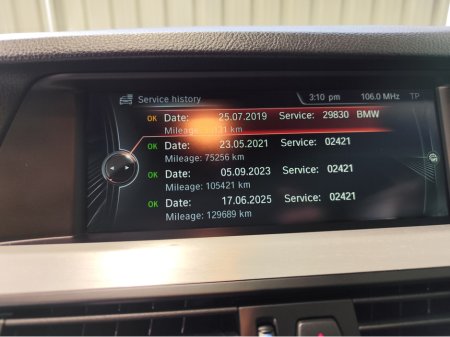 Service history 3:10 pm 106.0 MHz TP
OK Date: 25.07.2019 Service: 29830 BMW
Mileage: km
OK Date: 23.05.2021 Service: 02421
Mileage: 75256 km
OK Date: 05.09.2023 Service: 02421
Mileage: 105421 km
OK Date: 17.06.2025 Service: 02421
Mileage: 129689 km